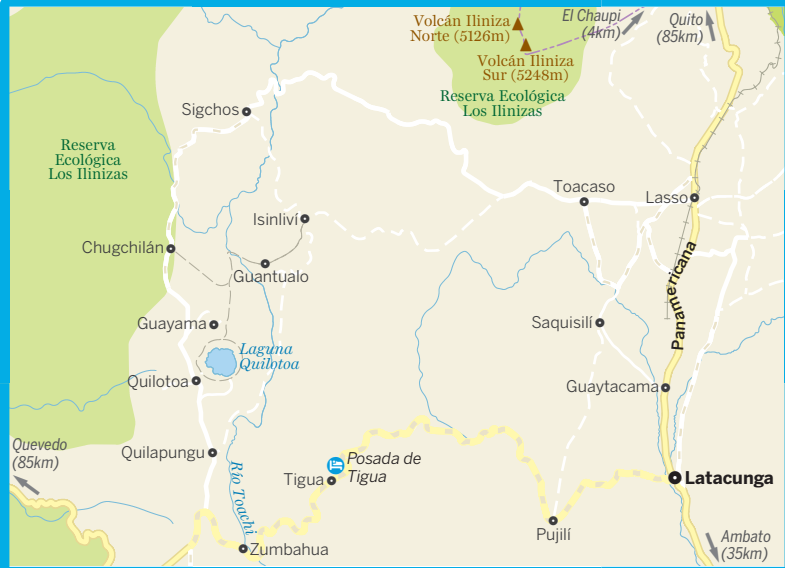 Volcán Iliniza
Norte (5126m)
El Chaupi
(4km)
Quito
(85km)
Volcán Iliniza
Sur (5248m)
Reserva Ecológica
Los Ilinizas
Sigchos
Reserva
Ecológica
Los Ilinizas
Toacaso
Lasso
Isinliví
Chugchilán
Guantualo
Panamericana
Guayama
Saquisilí
Laguna
Quilotoa
Quilotoa
Guaytacama
Quevedo
(85km)
Quilapungu
Posada de
Tigua
Tigua
Río Toachi
Latacunga
Pujilí
Zumbahua
Ambato
(35km)